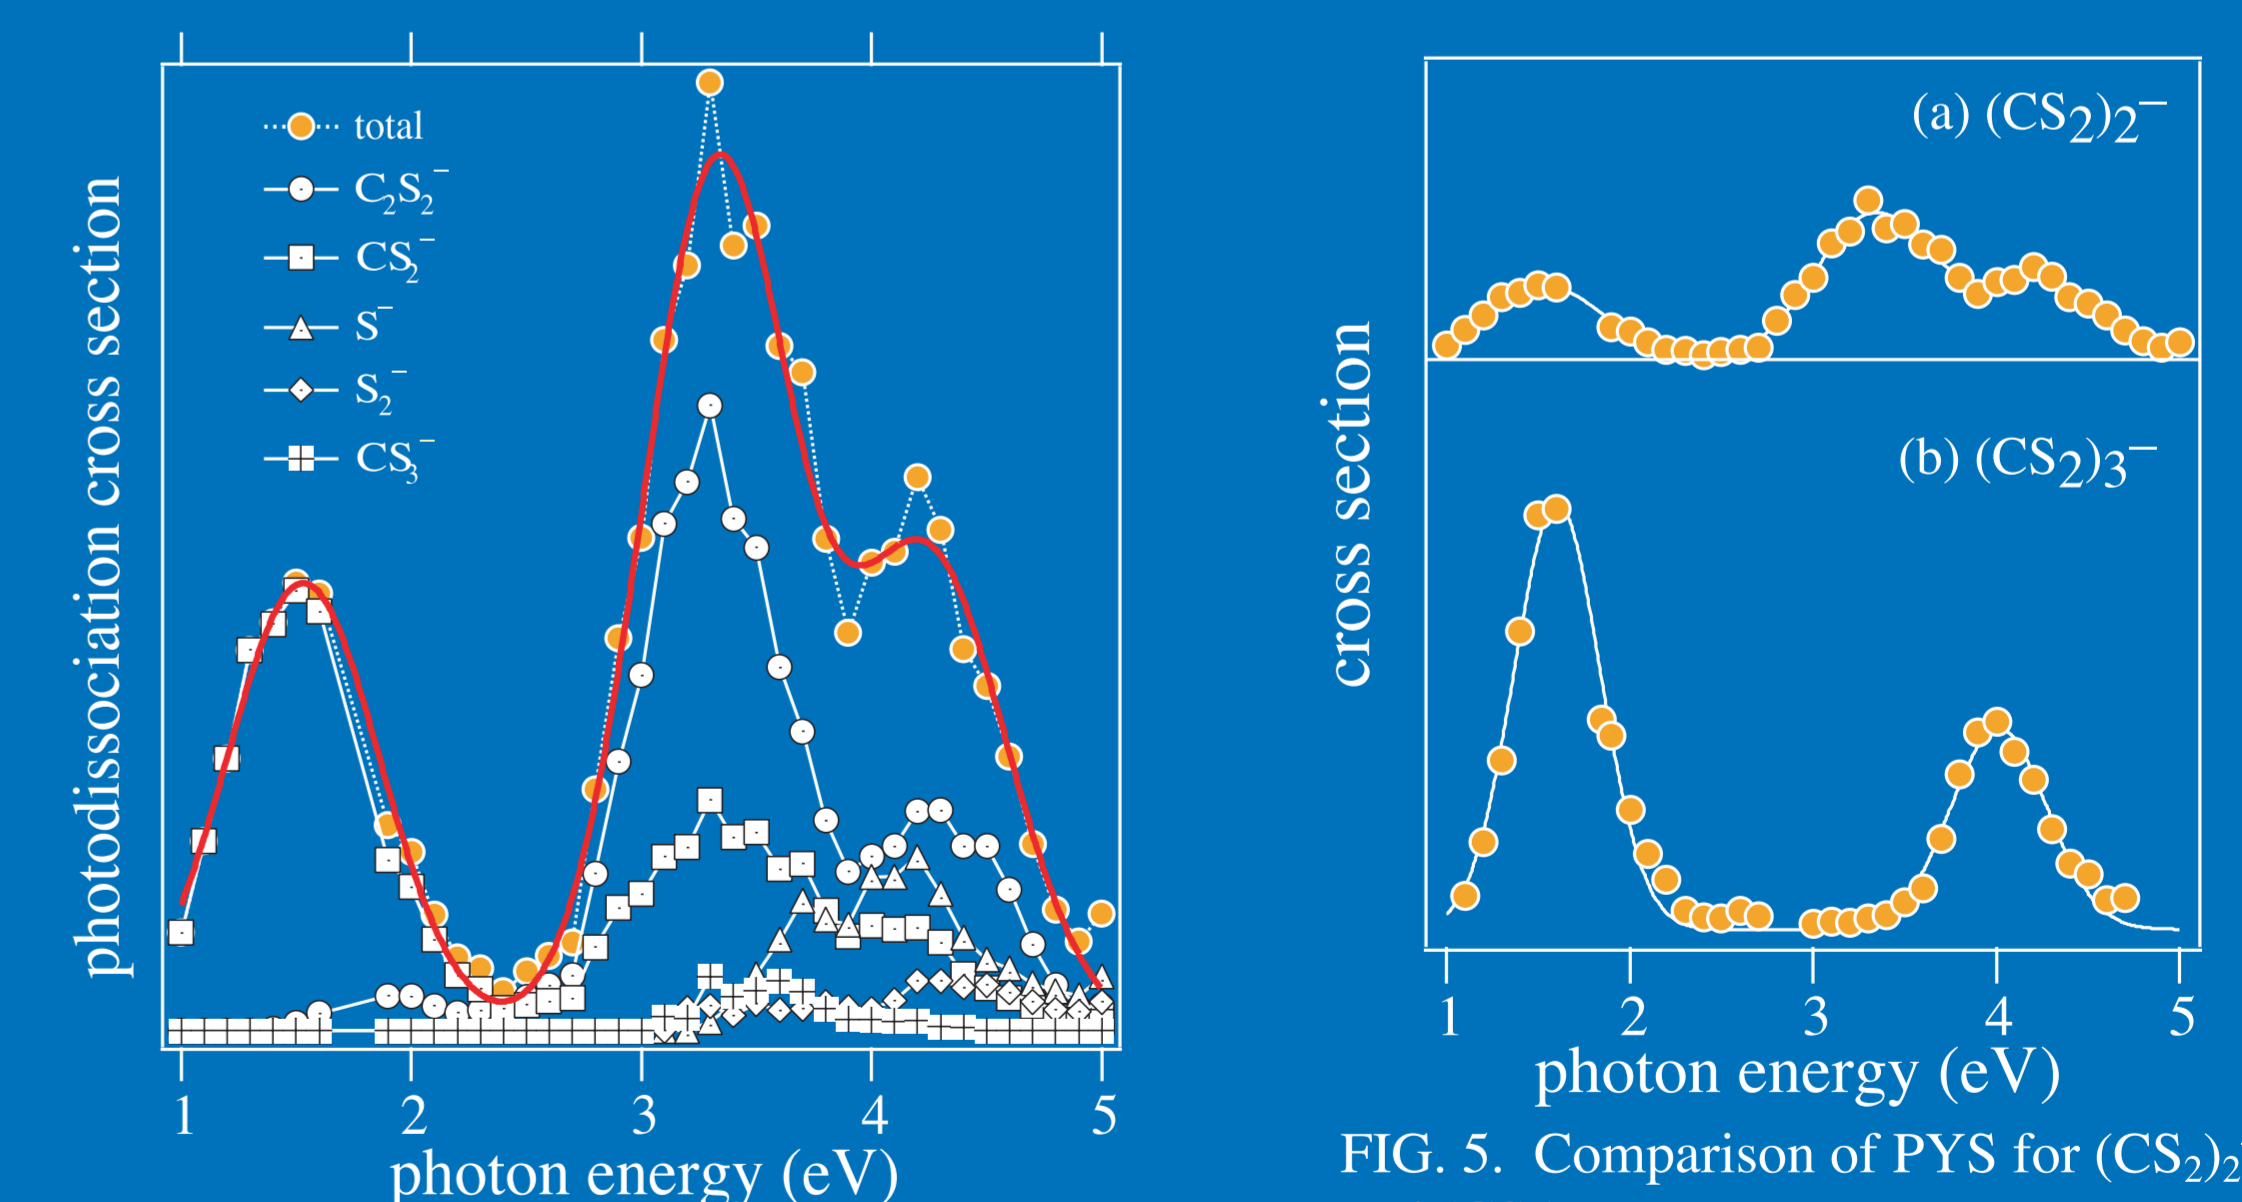 photodissociation cross section
total
C₂S₂⁻
CS₂⁻
S⁻
S₂⁻
CS₃⁻
1 2 3 4 5
photon energy (eV)
cross section
(a) (CS₂)₂⁻
(b) (CS₂)₃⁻
1 2 3 4 5
photon energy (eV)
FIG. 5. Comparison of PYS for (CS₂)₂